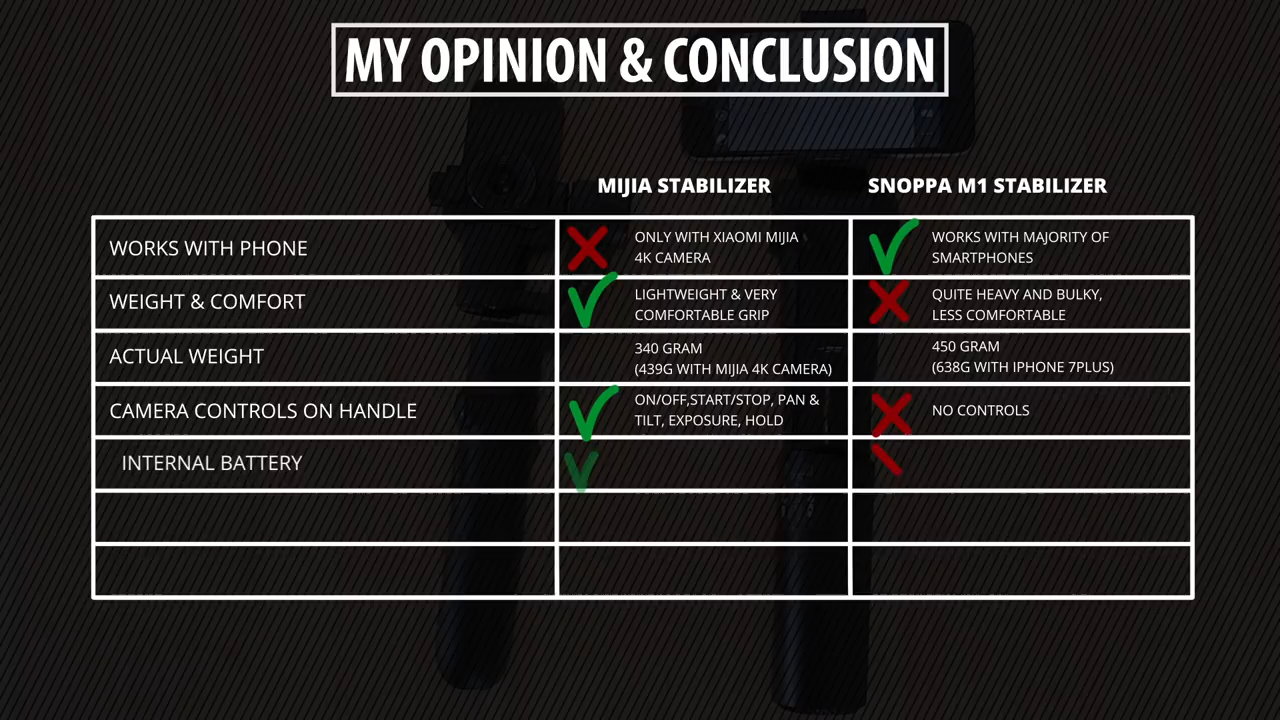 MY OPINION & CONCLUSION
MIJIA STABILIZER
SNOPPA M1 STABILIZER
WORKS WITH PHONE
ONLY WITH XIAOMI MIJIA
4K CAMERA
WORKS WITH MAJORITY OF
SMARTPHONES
WEIGHT & COMFORT
LIGHTWEIGHT & VERY
COMFORTABLE GRIP
QUITE HEAVY AND BULKY,
LESS COMFORTABLE
ACTUAL WEIGHT
340 GRAM
(439G WITH MIJIA 4K CAMERA)
450 GRAM
(638G WITH IPHONE 7PLUS)
CAMERA CONTROLS ON HANDLE
ON/OFF,START/STOP, PAN &
TILT, EXPOSURE, HOLD
NO CONTROLS
INTERNAL BATTERY